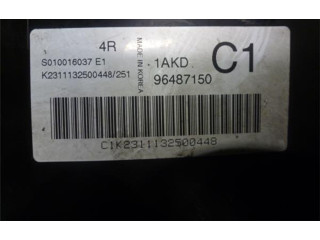 4R
MADE IN KOREA
1AKD
C1
S010016037 E1
K2311132500448/251
96487150
C1K2311132500448